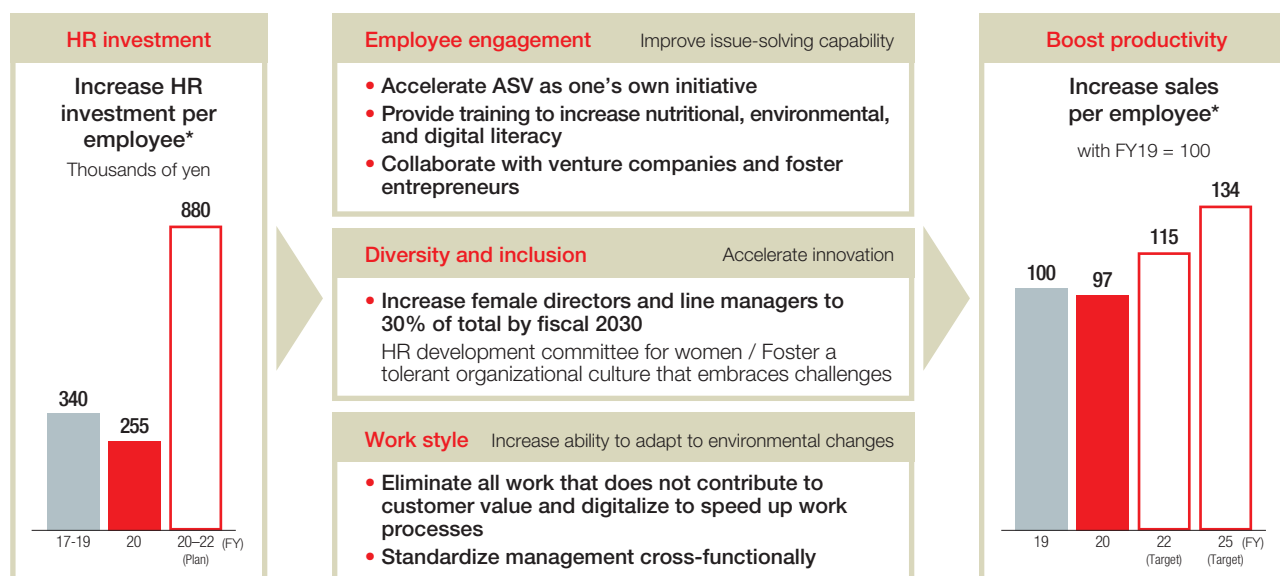 HR investment
Increase HR
investment per
employee*
Thousands of yen
880
340
255
17-19
20
20–22
(FY)
(Plan)
Employee engagement
Improve issue-solving capability
• Accelerate ASV as one's own initiative
• Provide training to increase nutritional, environmental,
and digital literacy
• Collaborate with venture companies and foster
entrepreneurs
Diversity and inclusion
Accelerate innovation
• Increase female directors and line managers to
30% of total by fiscal 2030
HR development committee for women / Foster a
tolerant organizational culture that embraces challenges
Work style
Increase ability to adapt to environmental changes
• Eliminate all work that does not contribute to
customer value and digitalize to speed up work
processes
• Standardize management cross-functionally
Boost productivity
Increase sales
per employee*
with FY19 = 100
134
115
100
97
19
20
22
25
(FY)
(Target)
(Target)